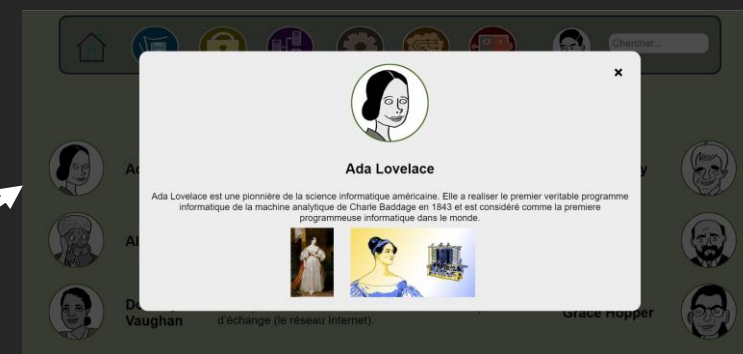 Chercher...
×
Ada Lovelace
Ada Lovelace est une pionnière de la science informatique américaine. Elle a realiser le premier veritable programme
informatique de la machine analytique de Charle Baddage en 1843 et est considéré comme la premiere
programmeuse informatique dans le monde.
Vaughan
d'échange (le réseau Internet).
Grace Hopper